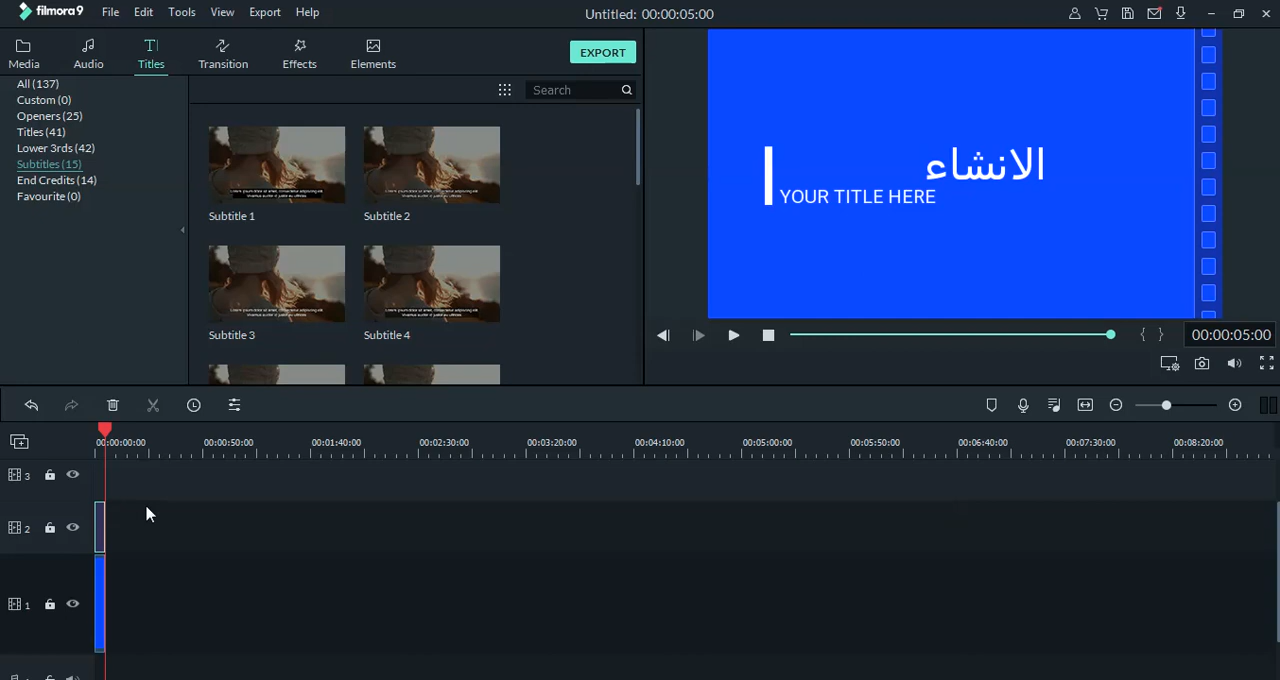 filmora9 File Edit Tools View Export Help Untitled: 00:00:05:00
Media Audio Titles Transition Effects Elements EXPORT
All (137)
Custom (0)
Openers (25)
Titles (41)
Lower 3rds (42)
Subtitles (15)
End Credits (14)
Favourite (0)
Search
Subtitle 1 Subtitle 2
Subtitle 3 Subtitle 4
الانشاء
YOUR TITLE HERE
{ } 00:00:05:00
00:00:00:00 00:00:50:00 00:01:40:00 00:02:30:00 00:03:20:00 00:04:10:00 00:05:00:00 00:05:50:00 00:06:40:00 00:07:30:00 00:08:20:00
3
2
1